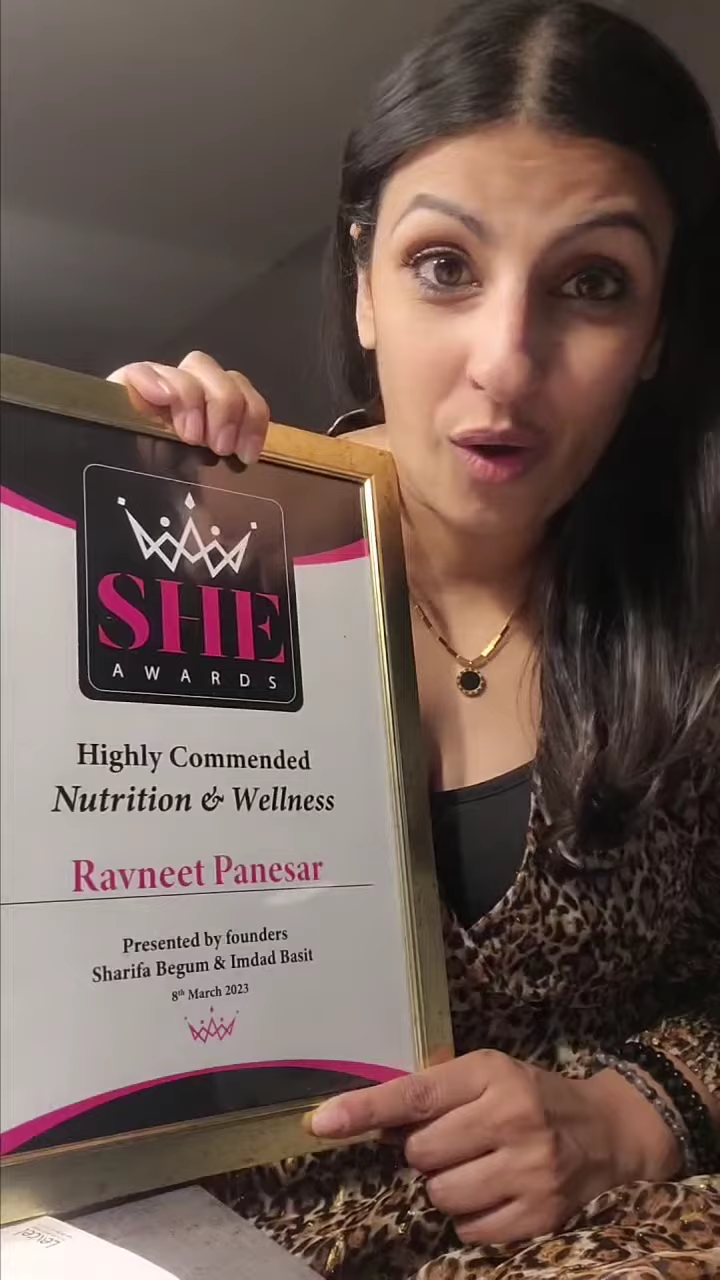 SHE
AWARDS
Highly Commended
Nutrition & Wellness
Ravneet Panesar
Presented by founders
Sharifa Begum & Imdad Basit
8th March 2023